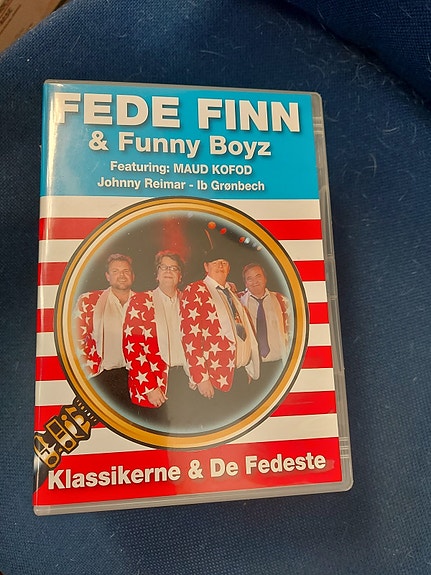 FEDE FINN
& Funny Boyz
Featuring: MAUD KOFOD
Johnny Reimar - Ib Grønbech
Klassikerne & De Fedeste